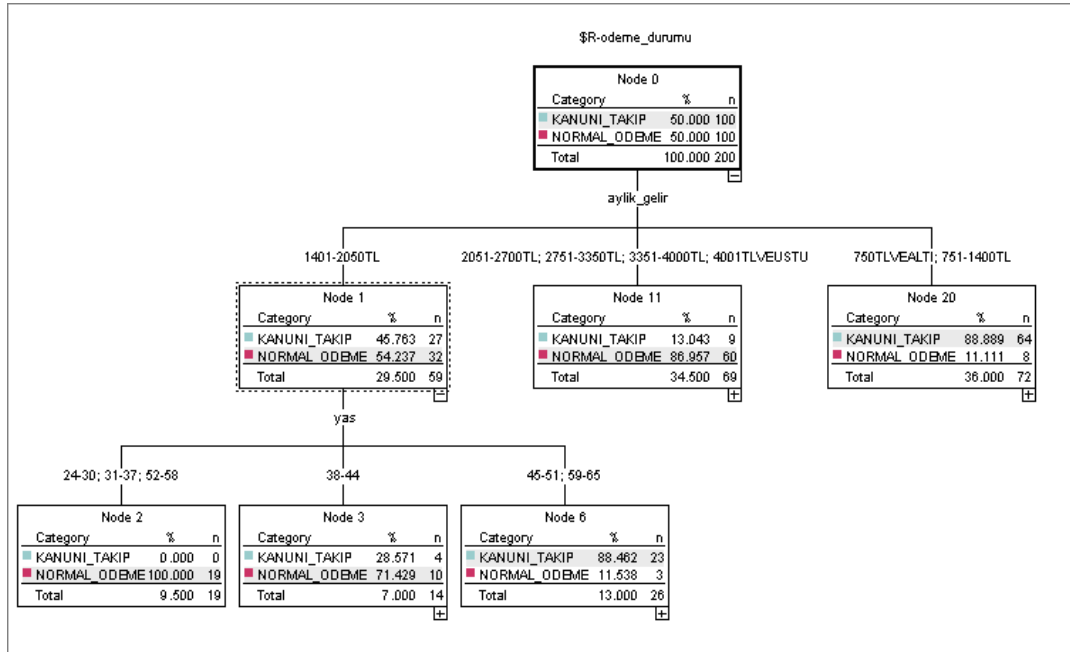 $R-odeme_durumu
Node 0
Category % n
KANUNI_TAKIP 50.000 100
NORMAL_ODEME 50.000 100
Total 100.000 200
aylik_gelir
1401-2050TL
2051-2700TL; 2751-3350TL; 3351-4000TL; 4001TLVEUSTU
750TLVEALTI; 751-1400TL
Node 1
Category % n
KANUNI_TAKIP 45.763 27
NORMAL_ODEME 54.237 32
Total 29.500 59
Node 11
Category % n
KANUNI_TAKIP 13.043 9
NORMAL_ODEME 86.957 60
Total 34.500 69
Node 20
Category % n
KANUNI_TAKIP 88.889 64
NORMAL_ODEME 11.111 8
Total 36.000 72
yas
24-30; 31-37; 52-58
38-44
45-51; 59-65
Node 2
Category % n
KANUNI_TAKIP 0.000 0
NORMAL_ODEME 100.000 19
Total 9.500 19
Node 3
Category % n
KANUNI_TAKIP 28.571 4
NORMAL_ODEME 71.429 10
Total 7.000 14
Node 6
Category % n
KANUNI_TAKIP 88.462 23
NORMAL_ODEME 11.538 3
Total 13.000 26